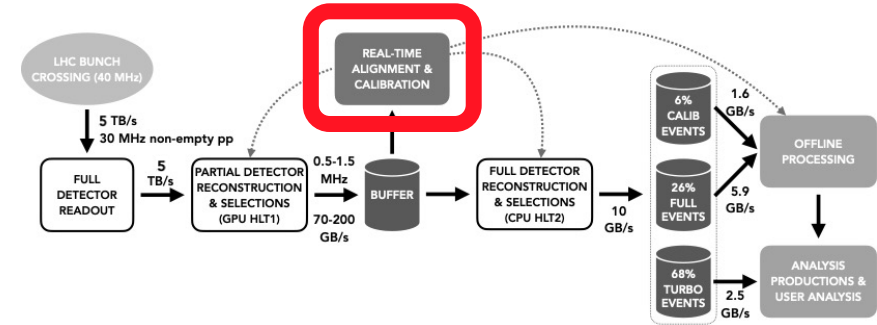 LHC BUNCH
CROSSING (40 MHz)
5 TB/s
30 MHz non-empty pp
FULL
DETECTOR
READOUT
5
TB/s
PARTIAL DETECTOR
RECONSTRUCTION
& SELECTIONS
(GPU HLT1)
0.5-1.5
MHz
70-200
GB/s
REAL-TIME
ALIGNMENT &
CALIBRATION
BUFFER
FULL DETECTOR
RECONSTRUCTION
& SELECTIONS
(CPU HLT2)
10
GB/s
6%
CALIB
EVENTS
26%
FULL
EVENTS
68%
TURBO
EVENTS
1.6
GB/s
5.9
GB/s
2.5
GB/s
OFFLINE
PROCESSING
ANALYSIS
PRODUCTIONS &
USER ANALYSIS